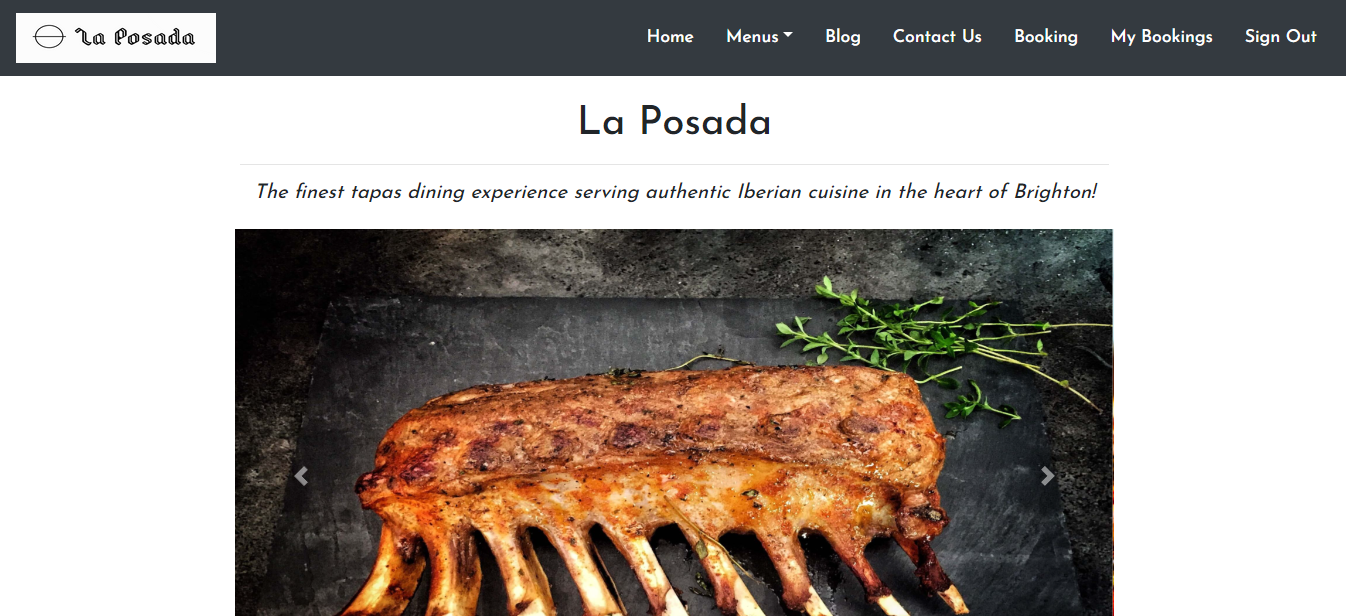 La Posada
Home Menus Blog Contact Us Booking My Bookings Sign Out
La Posada
The finest tapas dining experience serving authentic Iberian cuisine in the heart of Brighton!